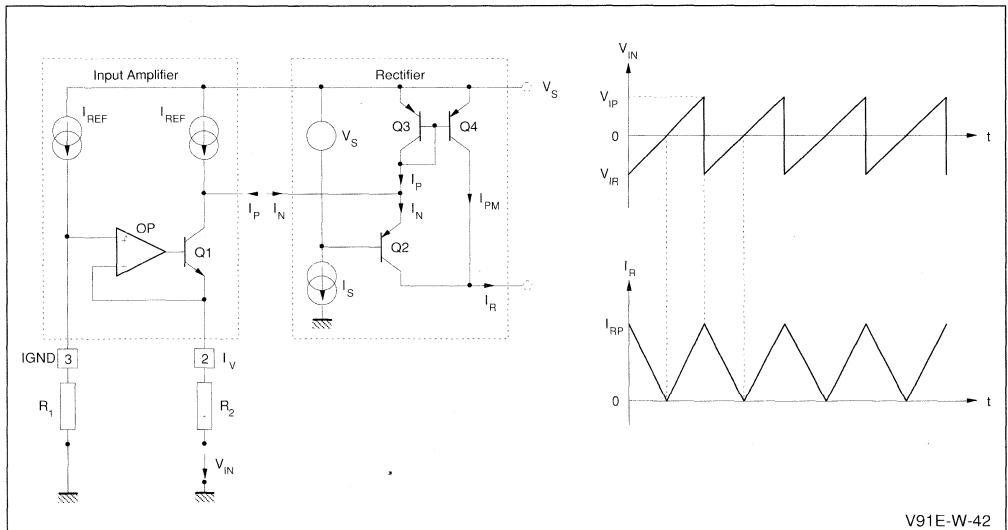 Input Amplifier
Rectifier
I_REF
I_REF
V_S
Q3
Q4
V_S
I_P
I_N
I_P
I_N
I_PM
OP
+
−
Q1
Q2
I_S
I_R
IGND 3
2 I_V
R_1
R_2
V_IN
V_IN
V_IP
0
t
V_IR
I_R
I_RP
0
t
V91E-W-42